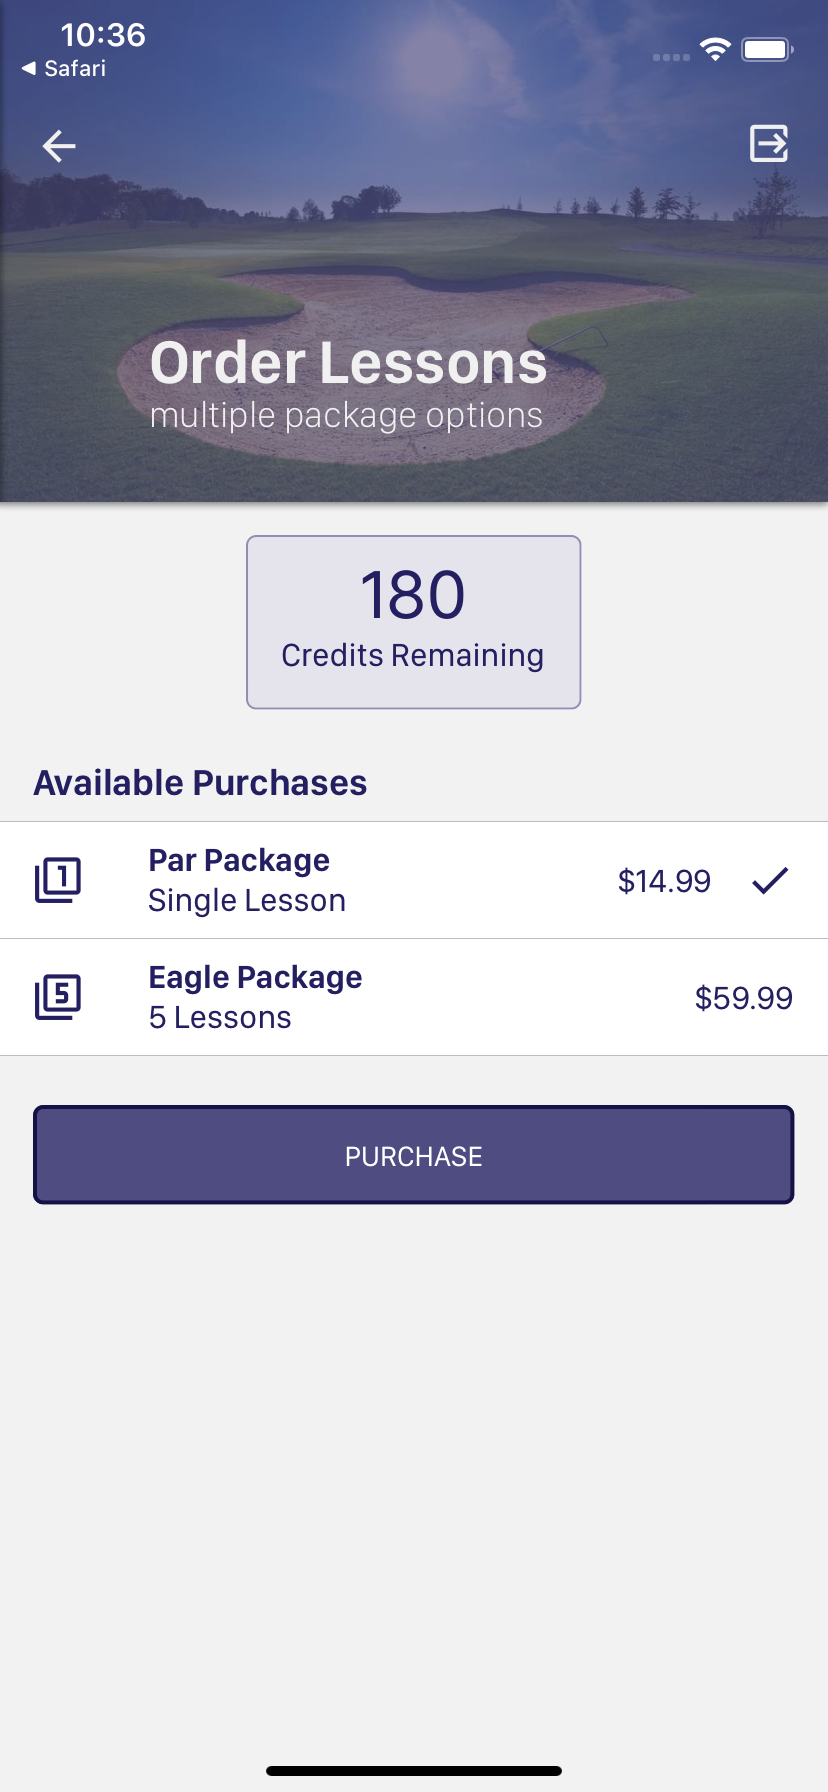 10:36
◀ Safari
Order Lessons
multiple package options
180
Credits Remaining
Available Purchases
1
Par Package
Single Lesson
$14.99
5
Eagle Package
5 Lessons
$59.99
PURCHASE